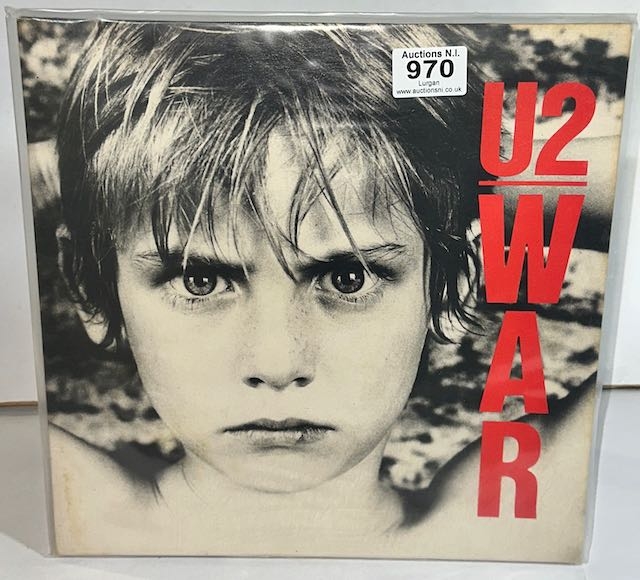 Auctions N.I.
970
Lurgan
www.auctionsni.co.uk
U2
WAR